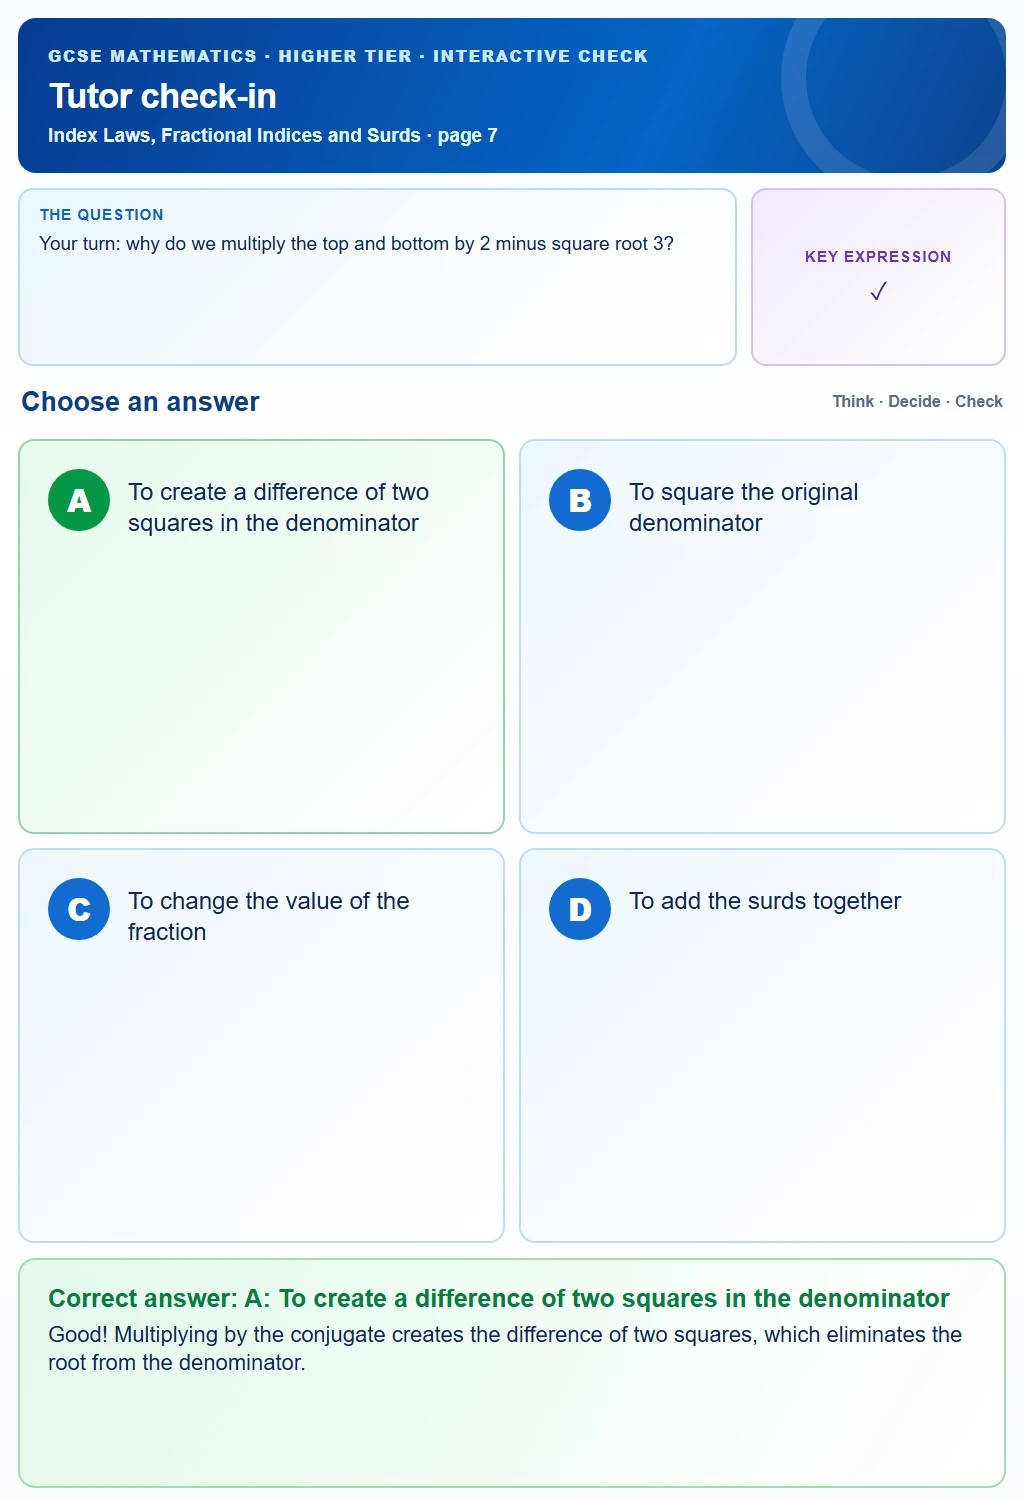 GCSE MATHEMATICS · HIGHER TIER · INTERACTIVE CHECK
Tutor check-in
Index Laws, Fractional Indices and Surds · page 7
THE QUESTION
Your turn: why do we multiply the top and bottom by 2 minus square root 3?
KEY EXPRESSION
✓
Choose an answer
Think · Decide · Check
A
To create a difference of two
squares in the denominator
B
To square the original
denominator
C
To change the value of the
fraction
D
To add the surds together
Correct answer: A: To create a difference of two squares in the denominator
Good! Multiplying by the conjugate creates the difference of two squares, which eliminates the
root from the denominator.